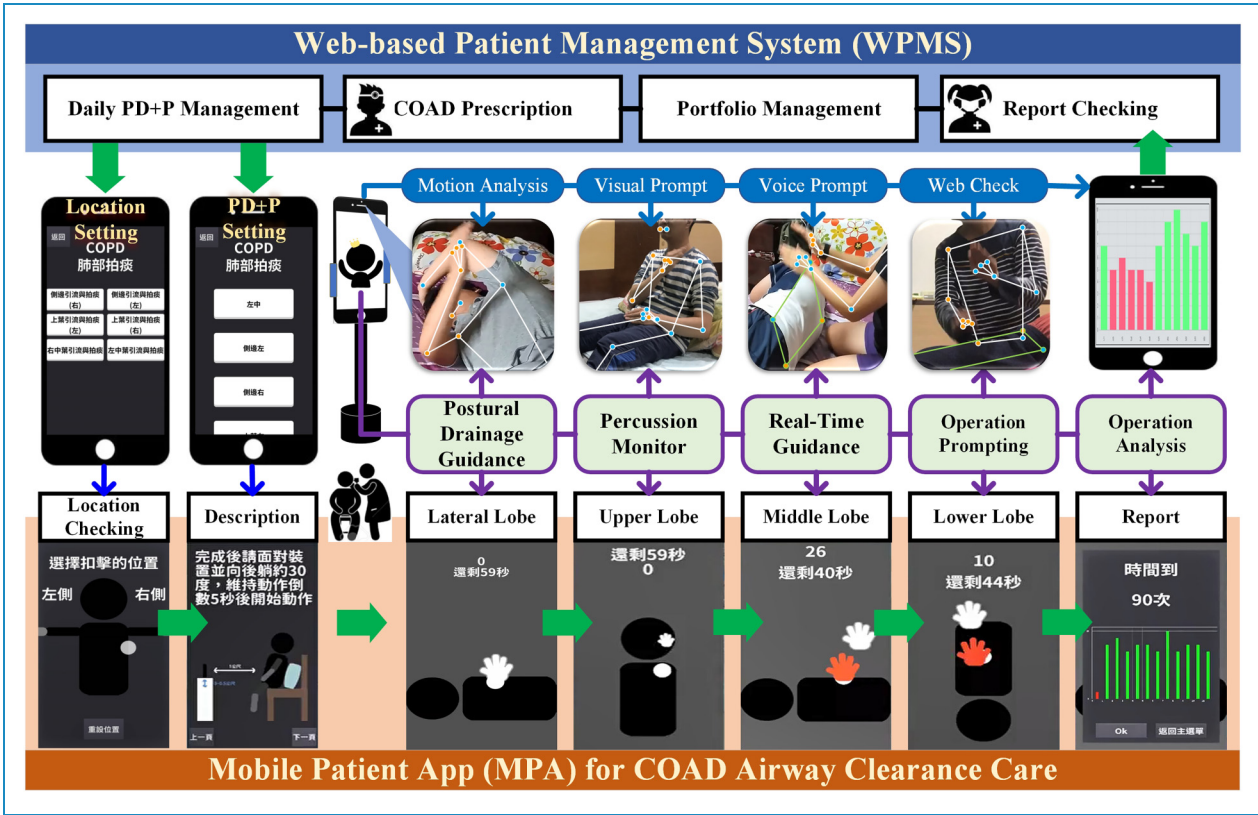 Web-based Patient Management System (WPMS)
Daily PD+P Management
COAD Prescription
Portfolio Management
Report Checking
Motion Analysis
Visual Prompt
Voice Prompt
Web Check
Location
Setting
返回
COPD
肺部拍痰
側邊引流與拍痰
(右)
側邊引流與拍痰
(左)
上葉引流與拍痰
(左)
上葉引流與拍痰
(右)
右中葉引流與拍痰
左中葉引流與拍痰
PD+P
Setting
返回
COPD
肺部拍痰
左中
側邊左
側邊右
Postural
Drainage
Guidance
Percussion
Monitor
Real-Time
Guidance
Operation
Prompting
Operation
Analysis
Location
Checking
Description
Lateral Lobe
Upper Lobe
Middle Lobe
Lower Lobe
Report
選擇扣擊的位置
左側
右側
重設位置
完成後請面對裝
置並向後躺約30
度，維持動作倒
數5秒後開始動作
上一頁
下一頁
0
還剩59秒
還剩59秒
0
26
還剩40秒
10
還剩44秒
時間到
90次
Ok
返回主選單
Mobile Patient App (MPA) for COAD Airway Clearance Care